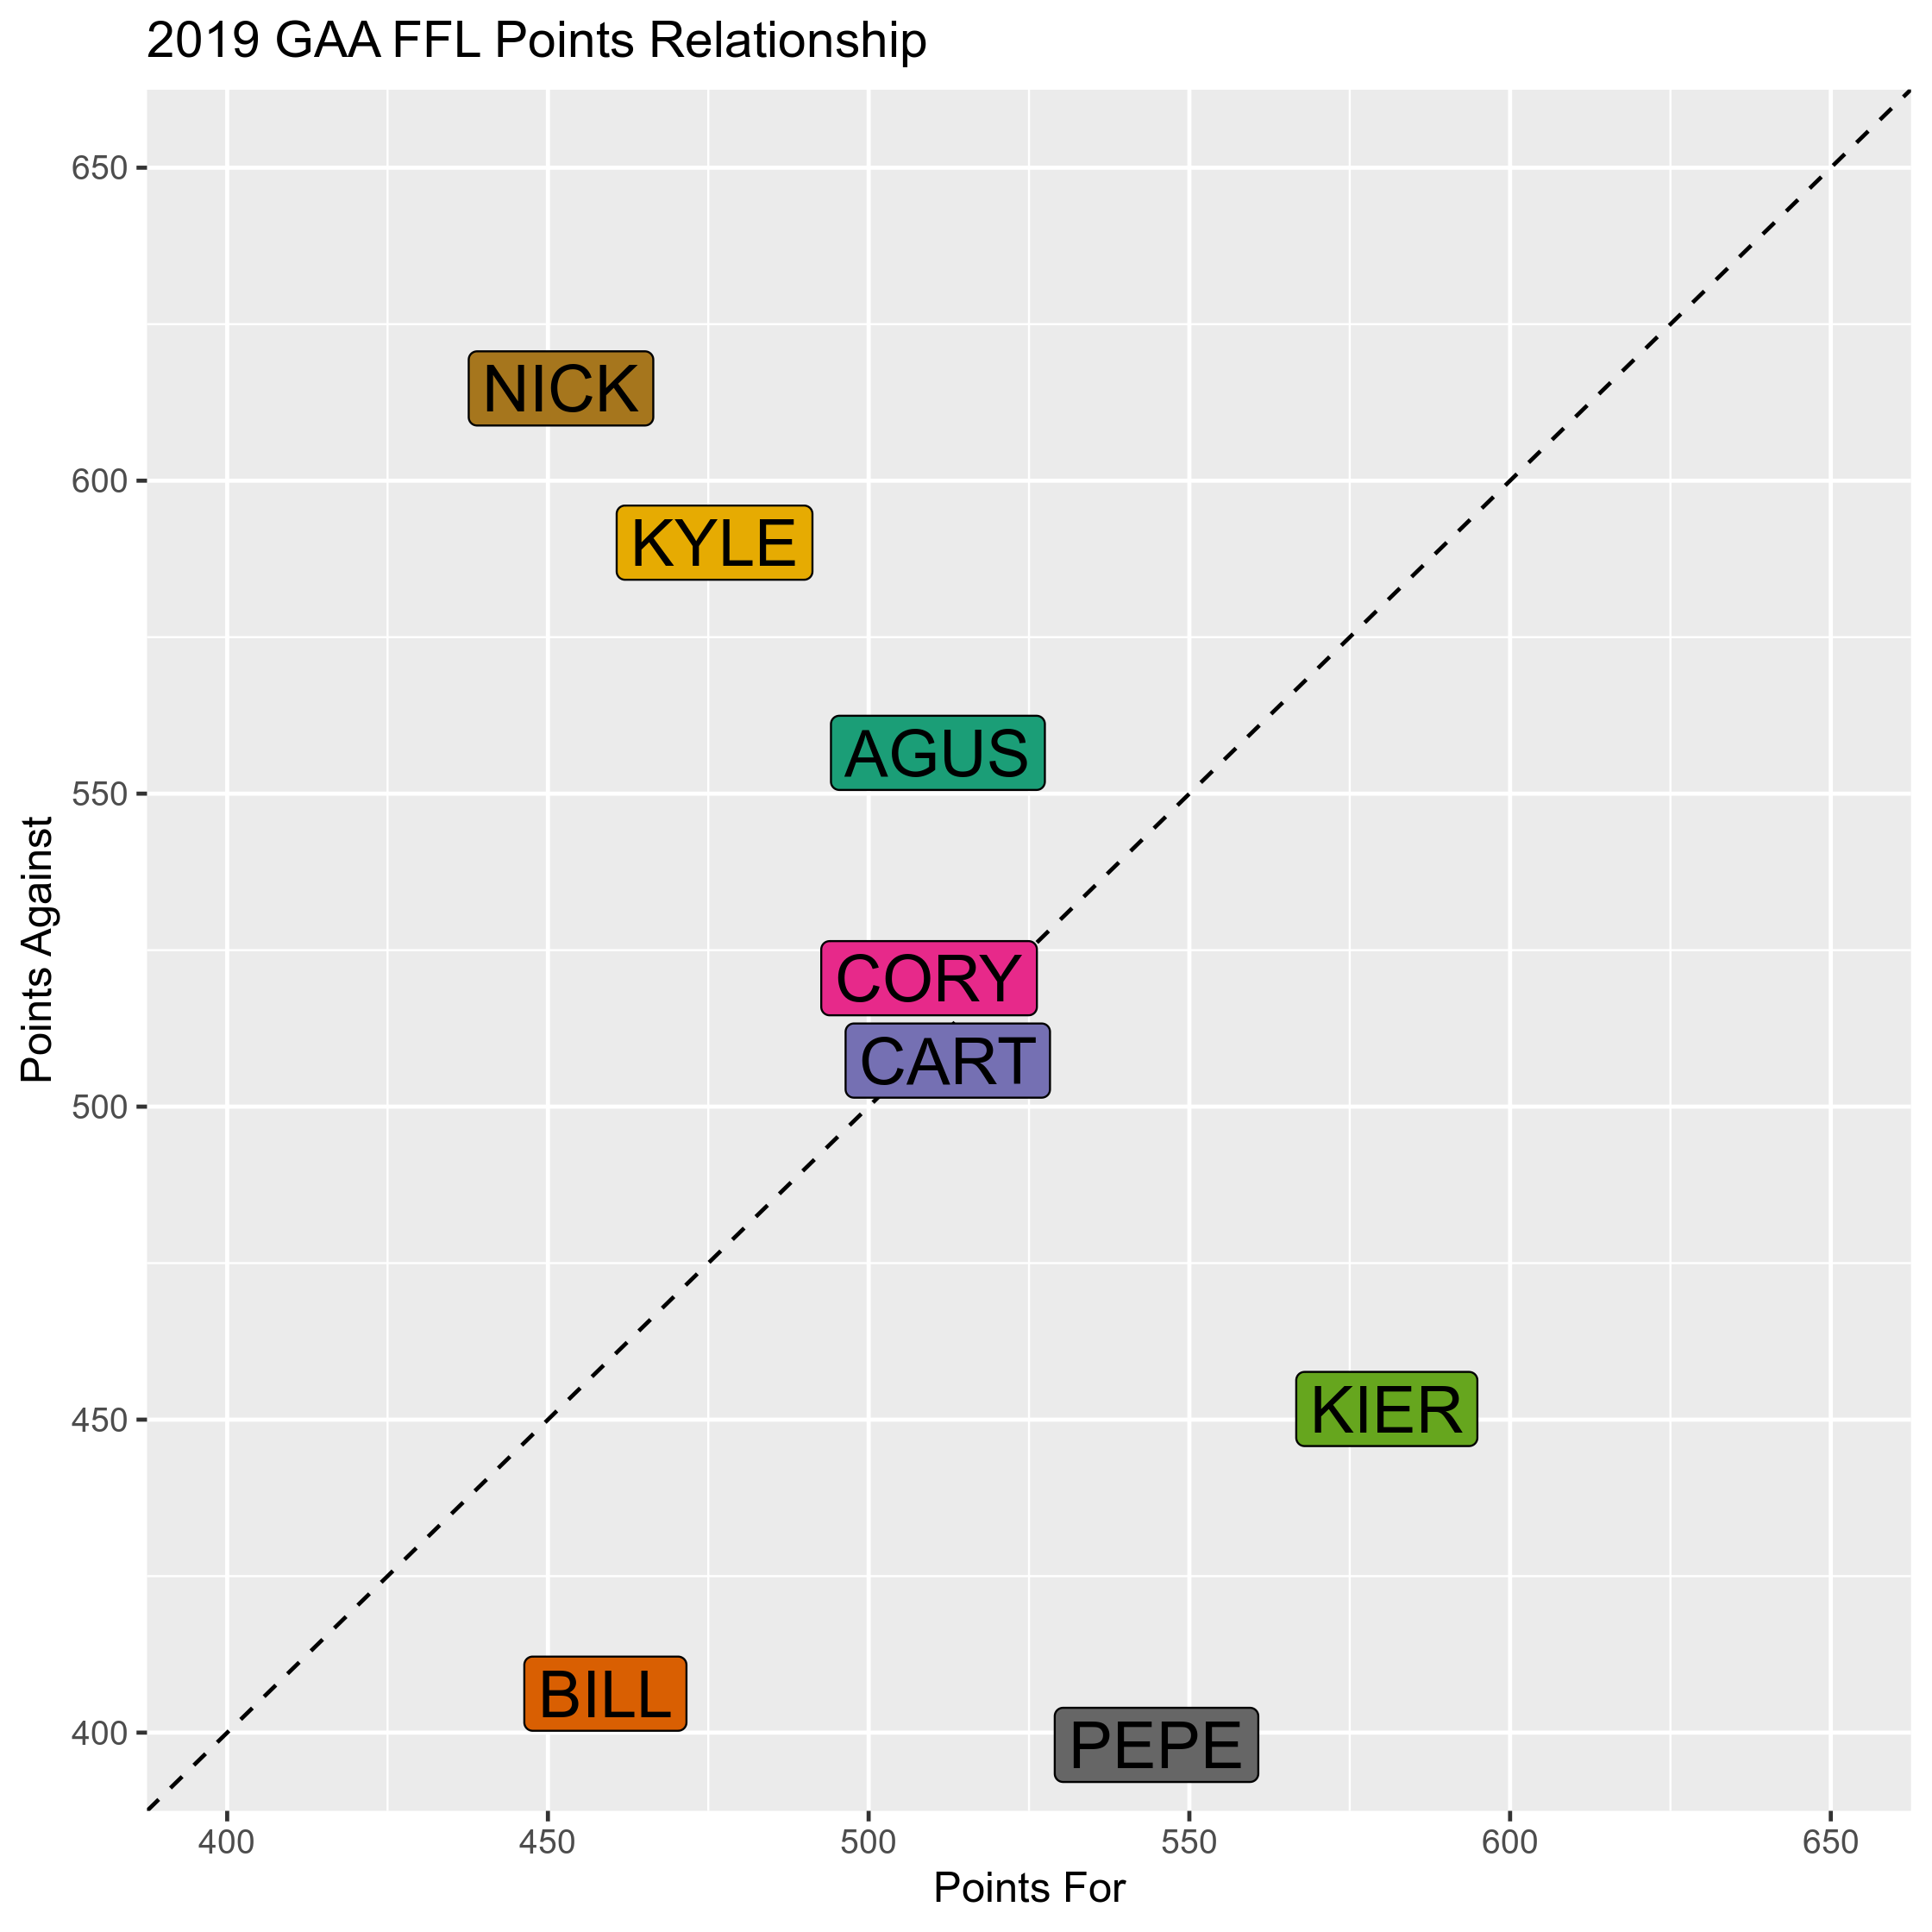 2019 GAA FFL Points Relationship
Points Against
650
600
550
500
450
400
NICK
KYLE
AGUS
CORY
CART
KIER
BILL
PEPE
400 450 500 550 600 650
Points For